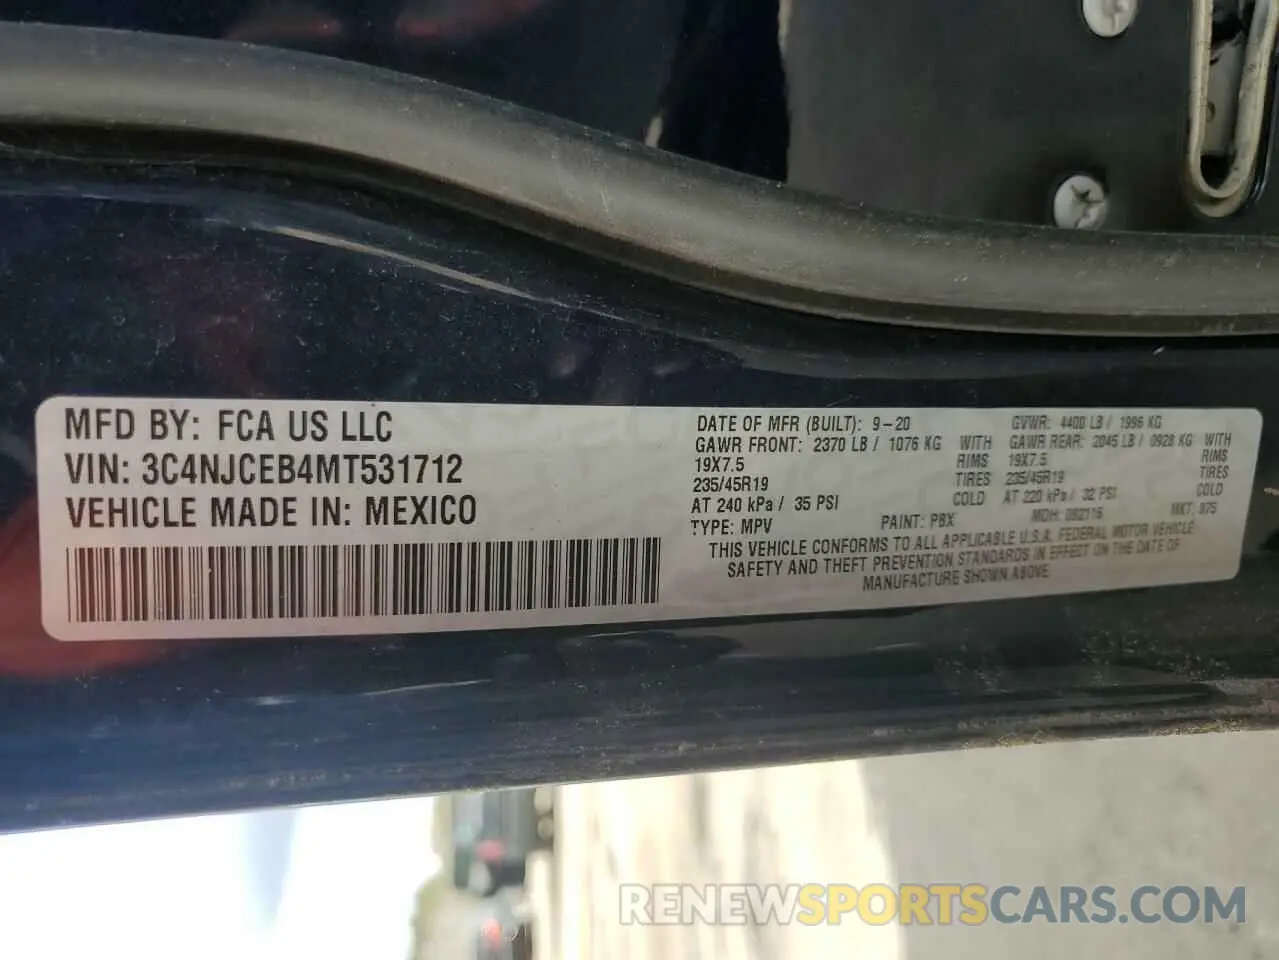 MFD BY: FCA US LLC
VIN: 3C4NJCEB4MT531712
VEHICLE MADE IN: MEXICO
DATE OF MFR (BUILT): 9-20 GVWR: 4400 LB / 1996 KG
GAWR FRONT: 2370 LB / 1076 KG WITH GAWR REAR: 2045 LB / 0928 KG WITH
19X7.5 RIMS 19X7.5 RIMS
235/45R19 TIRES 235/45R19 TIRES
AT 240 kPa / 35 PSI COLD AT 220 kPa / 32 PSI COLD
TYPE: MPV PAINT: PBX MDH: 092116 MKT: 875
THIS VEHICLE CONFORMS TO ALL APPLICABLE U.S.A. FEDERAL MOTOR VEHICLE
SAFETY AND THEFT PREVENTION STANDARDS IN EFFECT ON THE DATE OF
MANUFACTURE SHOWN ABOVE
RENEWSPORTSCARS.COM